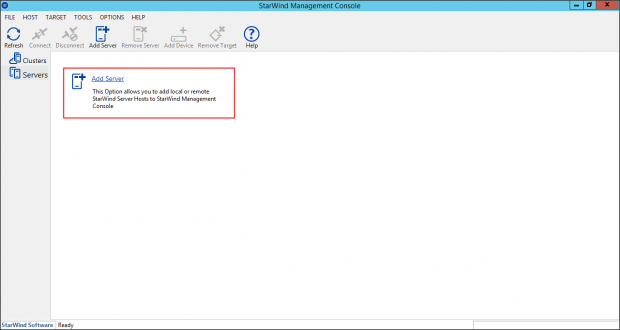 StarWind Management Console
FILE HOST TARGET TOOLS OPTIONS HELP
Refresh Connect Disconnect Add Server Remove Server Add Device Remove Target Help
Clusters
Servers
Add Server
This Option allows you to add local or remote
StarWind Server Hosts to StarWind Management
Console
StarWind Software Ready